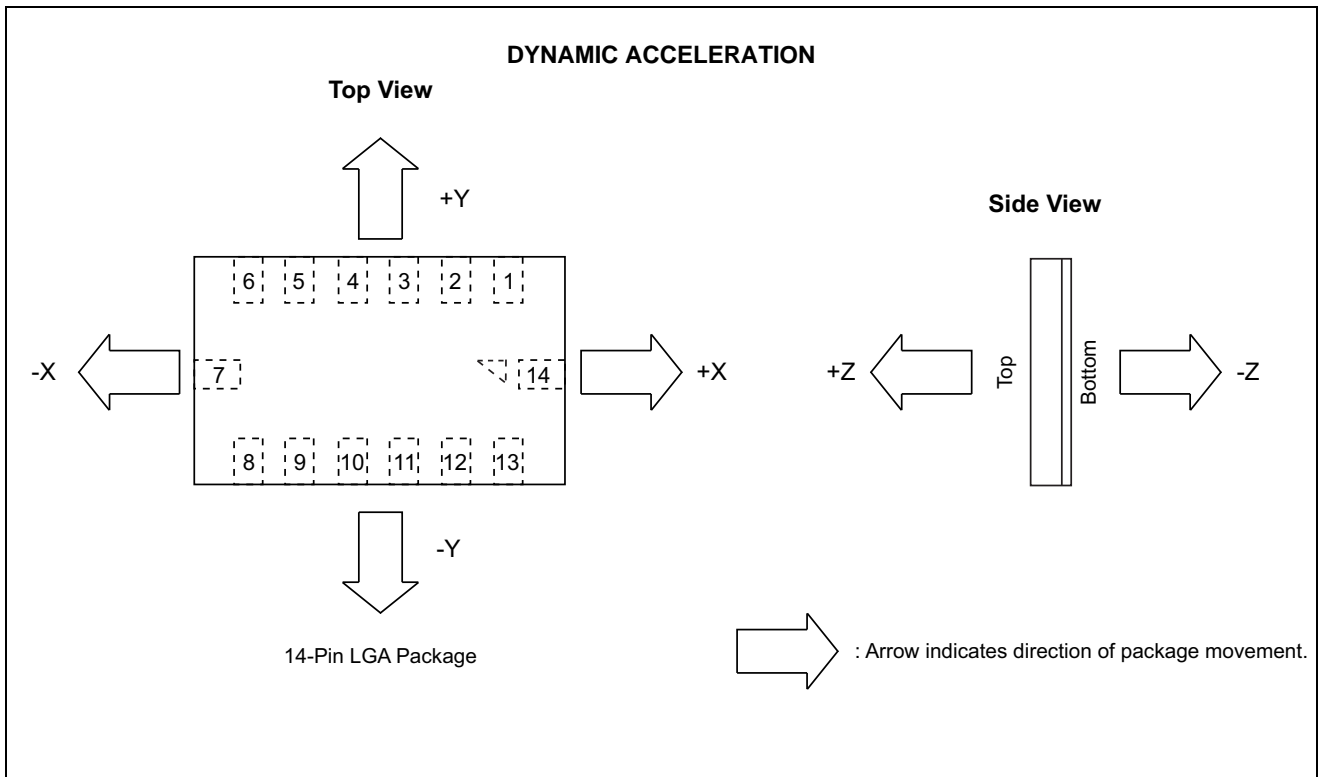 DYNAMIC ACCELERATION
Top View
+Y
Side View
6 5 4 3 2 1
-X
7
14
+X
+Z
Top
Bottom
-Z
8 9 10 11 12 13
-Y
14-Pin LGA Package
: Arrow indicates direction of package movement.